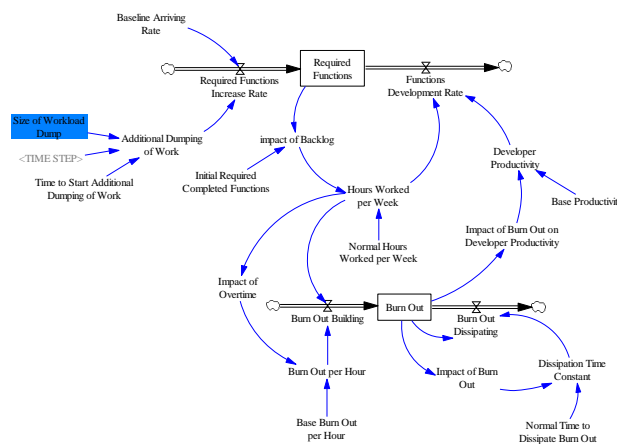 Baseline Arriving
Rate
Required
Functions
Required Functions
Increase Rate
Functions
Development Rate
Size of Workload
Dump
Additional Dumping
of Work
<TIME STEP>
Time to Start Additional
Dumping of Work
impact of Backlog
Initial Required
Completed Functions
Developer
Productivity
Hours Worked
per Week
Base Productivit
Normal Hours
Worked per Week
Impact of Burn Out on
Developer Productivity
Impact of
Overtime
Burn Out Building
Burn Out
Burn Out
Dissipating
Burn Out per Hour
Impact of Burn
Out
Dissipation Time
Constant
Base Burn Out
per Hour
Normal Time to
Dissipate Burn Out